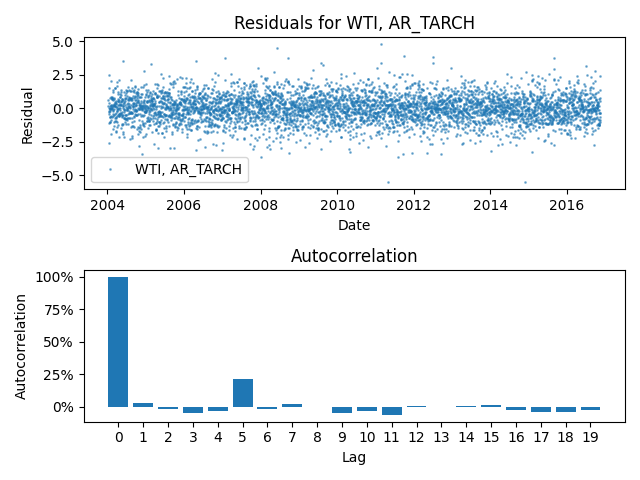 Residuals for WTI, AR_TARCH
5.0
2.5
0.0
−2.5
−5.0
Residual
WTI, AR_TARCH
2004 2006 2008 2010 2012 2014 2016
Date
Autocorrelation
100%
75%
50%
25%
0%
Autocorrelation
0 1 2 3 4 5 6 7 8 9 10 11 12 13 14 15 16 17 18 19
Lag